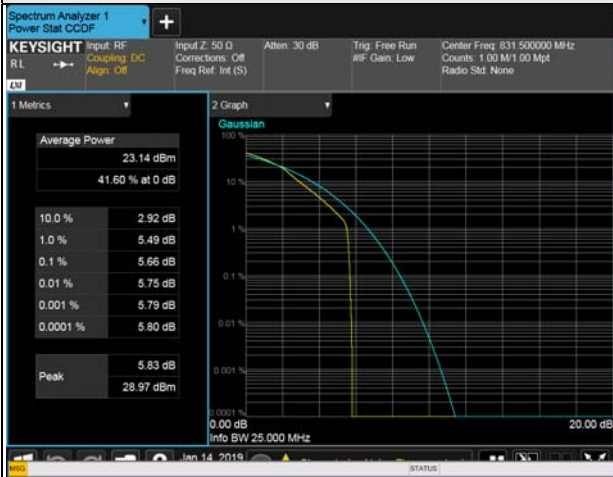 Spectrum Analyzer 1
Power Stat CCDF
+
KEYSIGHT
Input: RF
Input Z: 50 Ω
Atten: 30 dB
Trig: Free Run
Center Freq: 831.500000 MHz
RL
Coupling: DC
Corrections: Off
#IF Gain: Low
Counts: 1.00 M/1.00 Mpt
Align: Off
Freq Ref: Int (S)
Radio Std: None
LXI
1 Metrics
2 Graph
Gaussian
Average Power
23.14 dBm
41.60 % at 0 dB
10.0 % 2.92 dB
1.0 % 5.49 dB
0.1 % 5.66 dB
0.01 % 5.75 dB
0.001 % 5.79 dB
0.0001 % 5.80 dB
Peak
5.83 dB
28.97 dBm
100 %
10 %
1 %
0.1 %
0.01 %
0.001 %
0.0001 %
0.00 dB
20.00 dB
Info BW 25.000 MHz
Jan 14, 2019
MSG
STATUS